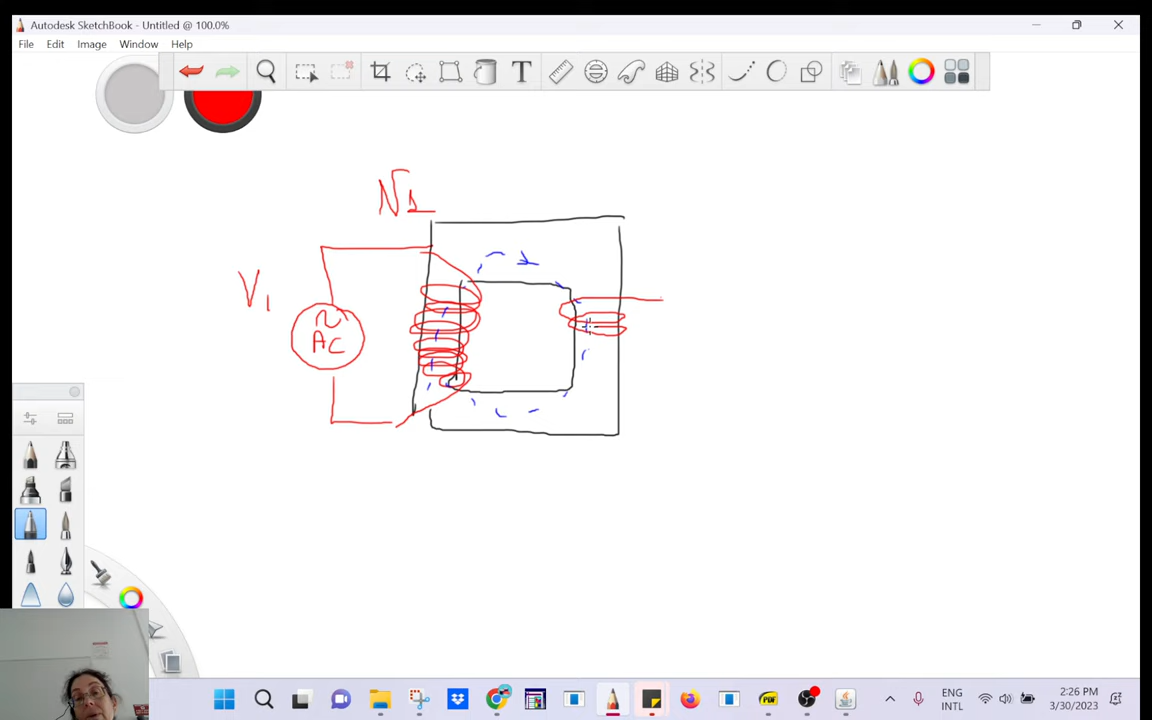 Autodesk SketchBook - Untitled @ 100.0%
File Edit Image Window Help
N1
V1
AC
ENG
INTL
2:26 PM
3/30/2023